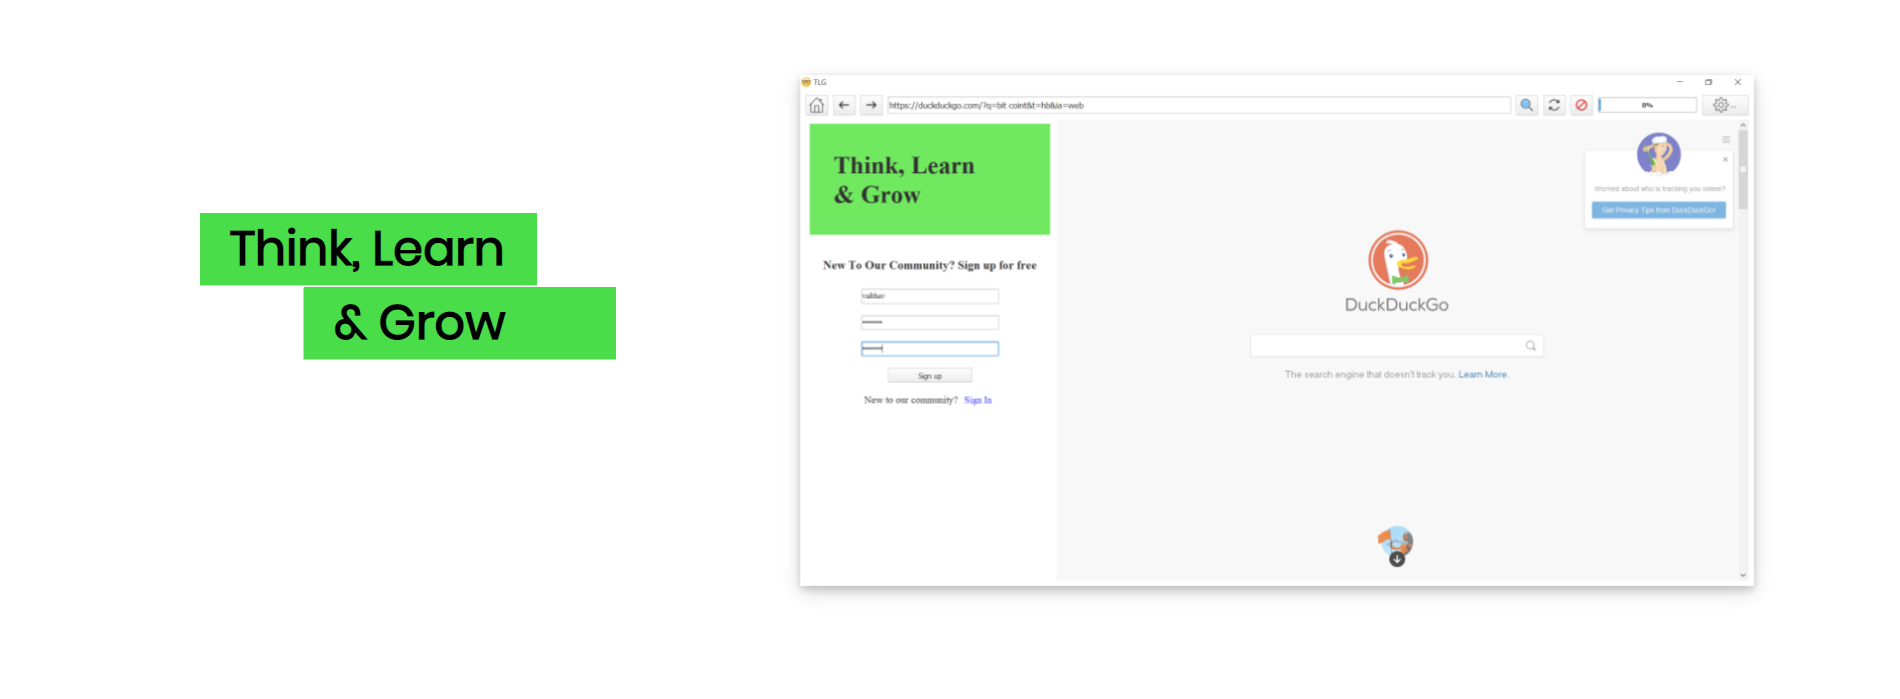 Think, Learn
& Grow
TLG
https://duckduckgo.com/?q=bit coint&t=hb&ia=web
0%
Think, Learn
& Grow
New To Our Community? Sign up for free
vaibhav
Sign up
New to our community? Sign In
Worried about who is tracking you online?
Get Privacy Tips from DuckDuckGo!
DuckDuckGo
The search engine that doesn't track you. Learn More.